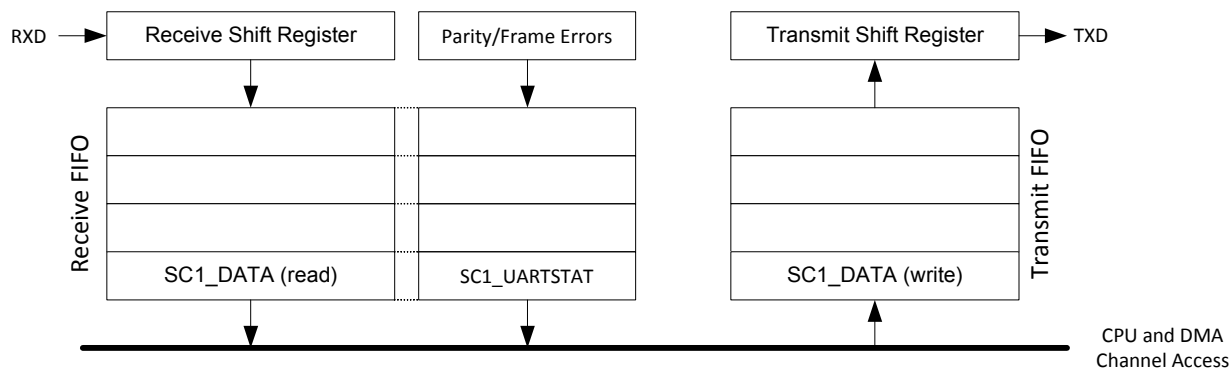 RXD
Receive Shift Register
Parity/Frame Errors
Transmit Shift Register
TXD
Receive FIFO
Transmit FIFO
SC1_DATA (read)
SC1_UARTSTAT
SC1_DATA (write)
CPU and DMA
Channel Access